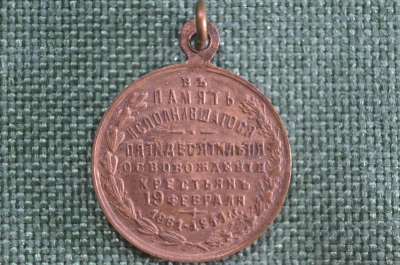 ВЪ
ПАМЯТЬ
ИСПОЛНИВШАГОСЯ
ПЯТИДЕСЯТИЛѢТІЯ
ОСВОБОЖДЕНІЯ
КРЕСТЬЯНЪ
19 ФЕВРАЛЯ
1861-1911 г.